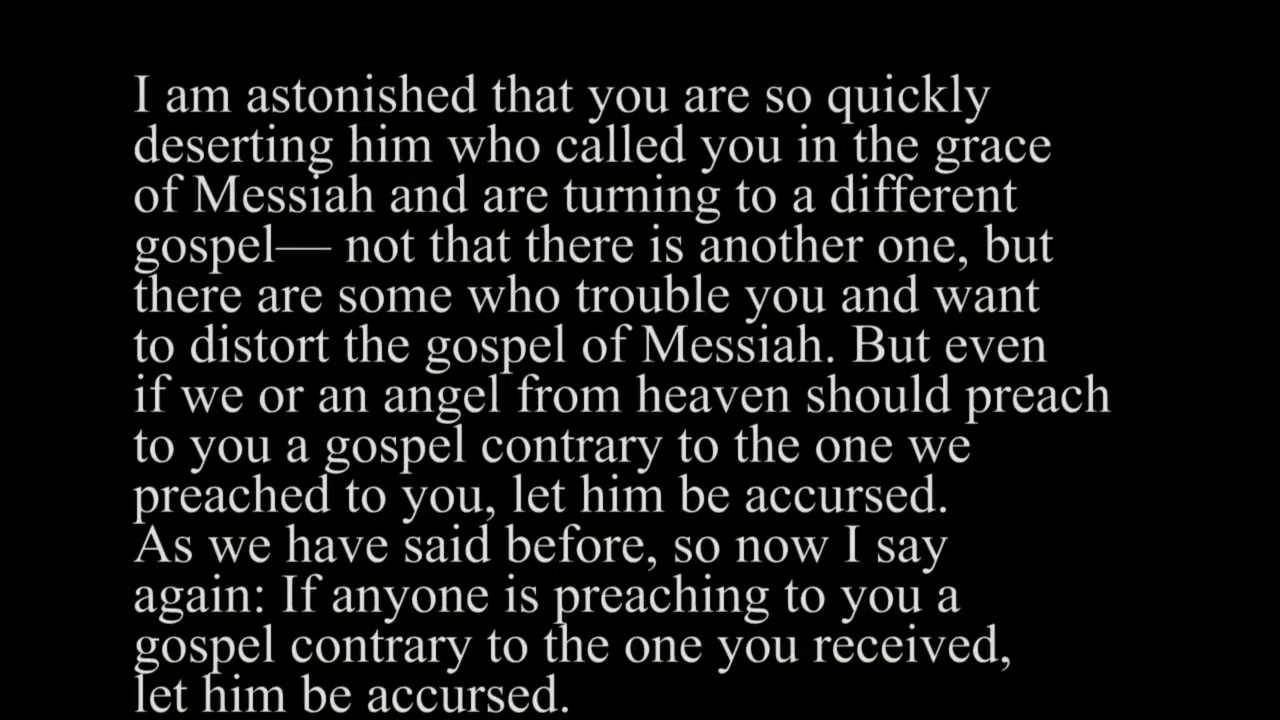 I am astonished that you are so quickly
deserting him who called you in the grace
of Messiah and are turning to a different
gospel— not that there is another one, but
there are some who trouble you and want
to distort the gospel of Messiah. But even
if we or an angel from heaven should preach
to you a gospel contrary to the one we
preached to you, let him be accursed.
As we have said before, so now I say
again: If anyone is preaching to you a
gospel contrary to the one you received,
let him be accursed.